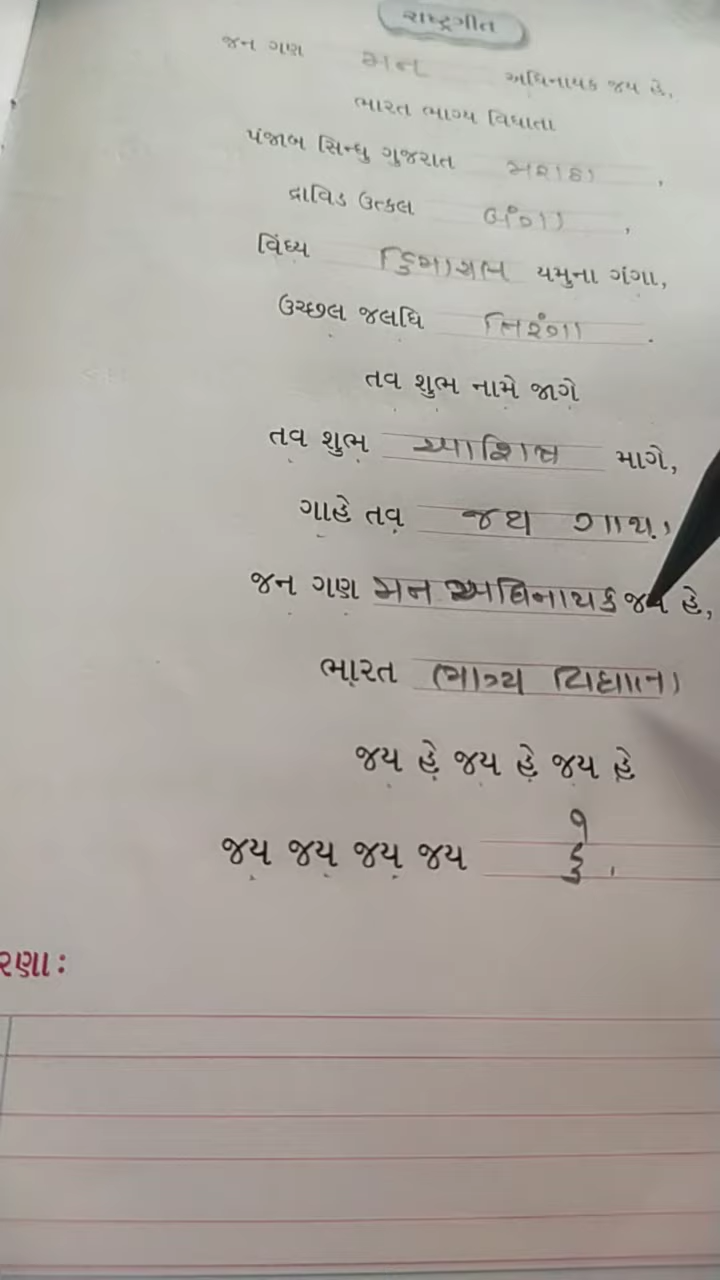 રાષ્ટ્રગીત
જન ગણ મન અધિનાયક જય હે,
ભારત ભાગ્ય વિધાતા
પંજાબ સિન્ધુ ગુજરાત મરાઠા,
દ્રાવિડ ઉત્કલ બંગા,
વિંધ્ય હિમાચલ યમુના ગંગા,
ઉચ્છલ જલધિ તિરંગા.
તવ શુભ નામે જાગે
તવ શુભ આશિષ માગે,
ગાહે તવ જય ગાથા,
જન ગણ મન અધિનાયક જય હે,
ભારત ભાગ્ય વિધાતા
જય હે જય હે જય હે
જય જય જય જય હે.
રણા: